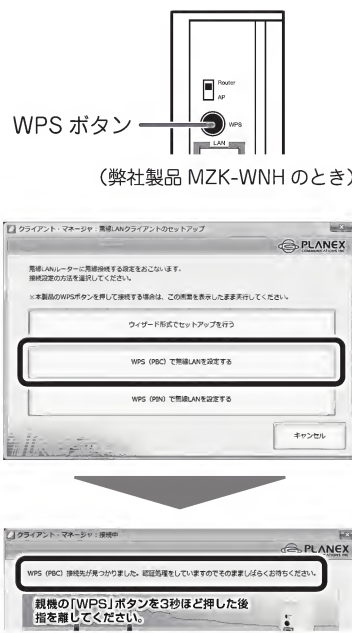 Router
AP
WPS ボタン
WPS
LAN
(弊社製品 MZK-WNH のとき)
クライアント・マネージャ：無線LANクライアントのセットアップ
PLANEX
COMMUNICATIONS INC.
無線LANルーターに無線接続する設定をおこないます。
接続設定の方法を選択してください。
※本製品のWPSボタンを押して接続する場合は、この画面を表示したまま実行してください。
ウィザード形式でセットアップを行う
WPS (PBC) で無線LANを設定する
WPS (PIN) で無線LANを設定する
キャンセル
クライアント・マネージャ：接続中
PLANEX
WPS (PBC) 接続先が見つかりました。認証処理をしていますのでそのまましばらくお待ちください。
親機の「WPS」ボタンを3秒ほど押した後
指を離してください。